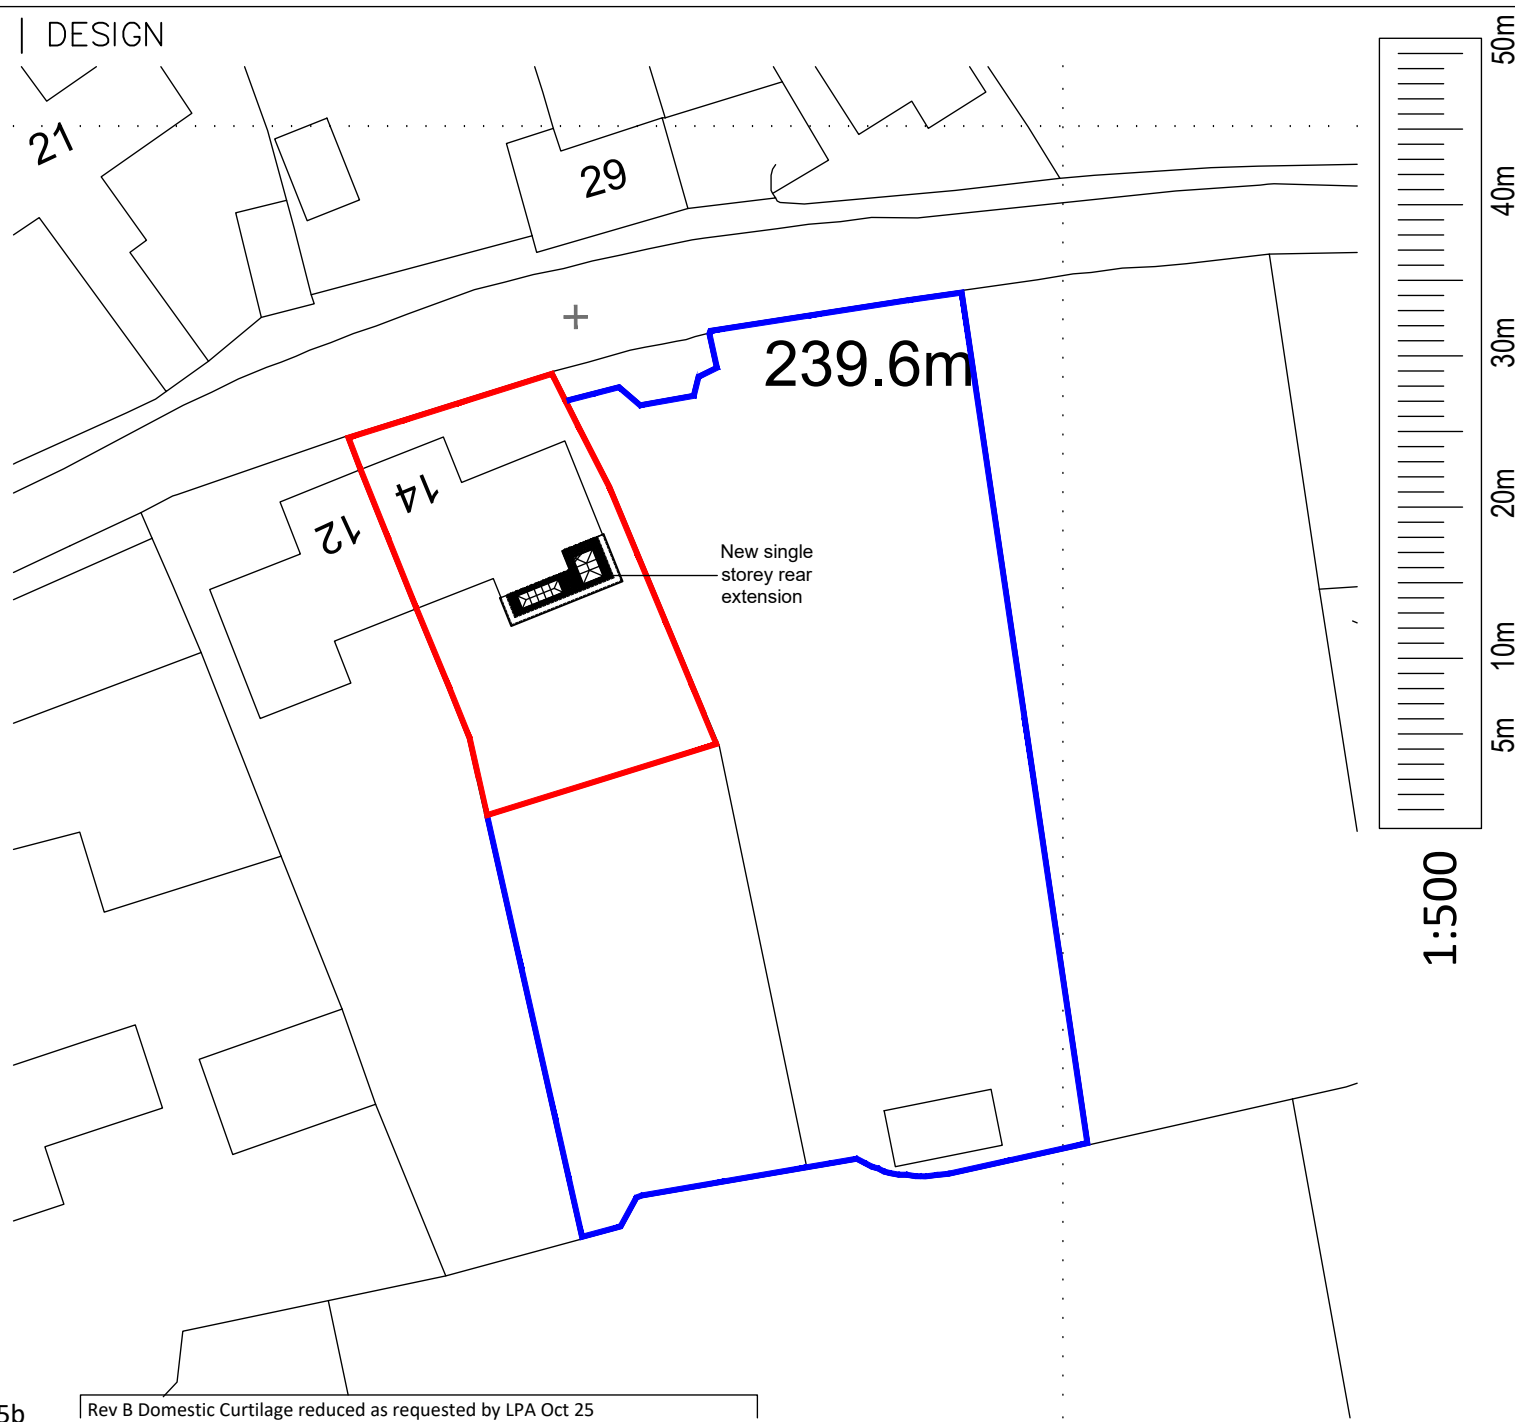 | DESIGN
21
29
239.6m
14
12
New single
storey rear
extension
50m
40m
30m
20m
10m
5m
1:500
5b
Rev B Domestic Curtilage reduced as requested by LPA Oct 25